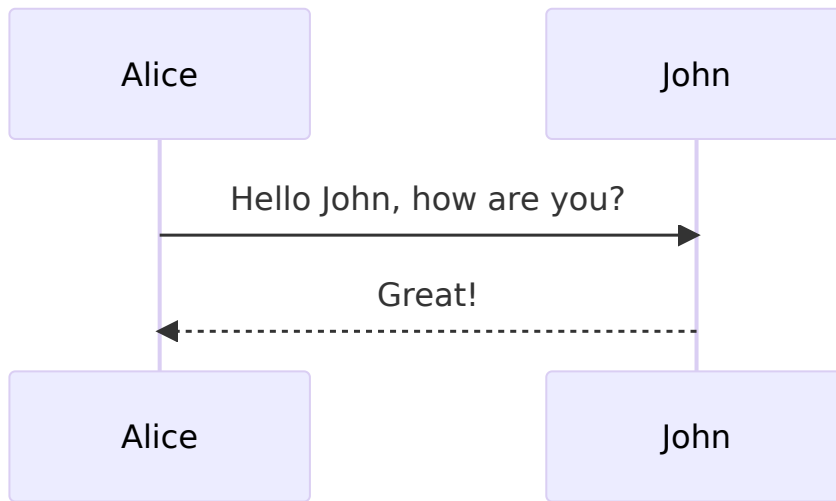 Alice
John
Hello John, how are you?
Great!
Alice
John